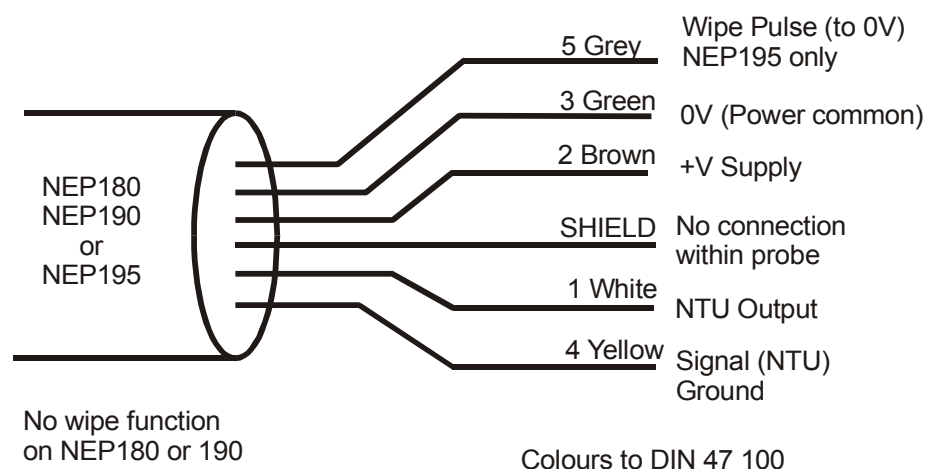 5 Grey
Wipe Pulse (to 0V)
NEP195 only
3 Green
0V (Power common)
2 Brown
+V Supply
NEP180
NEP190
or
NEP195
SHIELD
No connection
within probe
1 White
NTU Output
4 Yellow
Signal (NTU)
Ground
No wipe function
on NEP180 or 190
Colours to DIN 47 100